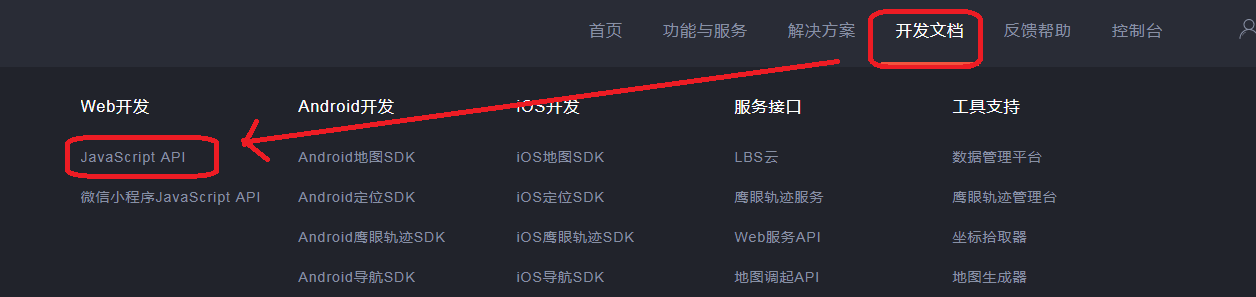 首页 功能与服务 解决方案 开发文档 反馈帮助 控制台
Web开发 Android开发 iOS开发 服务接口 工具支持
JavaScript API Android地图SDK iOS地图SDK LBS云 数据管理平台
微信小程序JavaScript API Android定位SDK iOS定位SDK 鹰眼轨迹服务 鹰眼轨迹管理台
Android鹰眼轨迹SDK iOS鹰眼轨迹SDK Web服务API 坐标拾取器
Android导航SDK iOS导航SDK 地图调起API 地图生成器